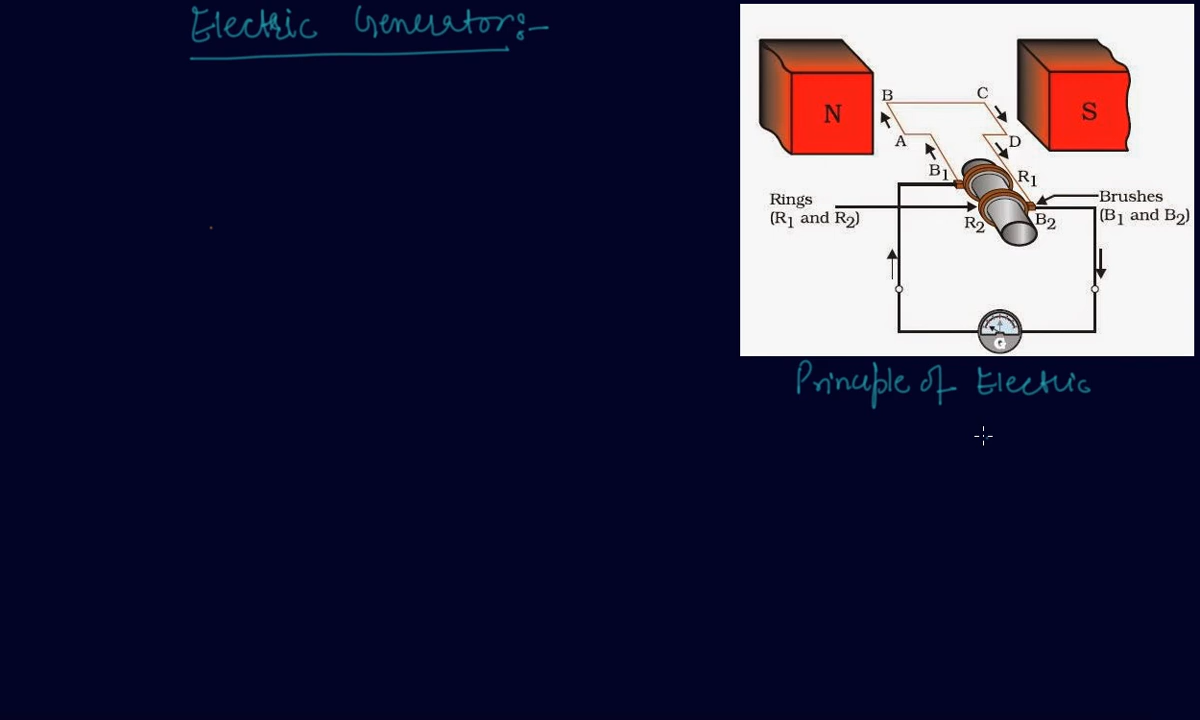 Electric Generator:-
N
S
B
C
A
D
B1
R1
Rings
(R1 and R2)
Brushes
(B1 and B2)
R2
B2
G
Principle of Electric